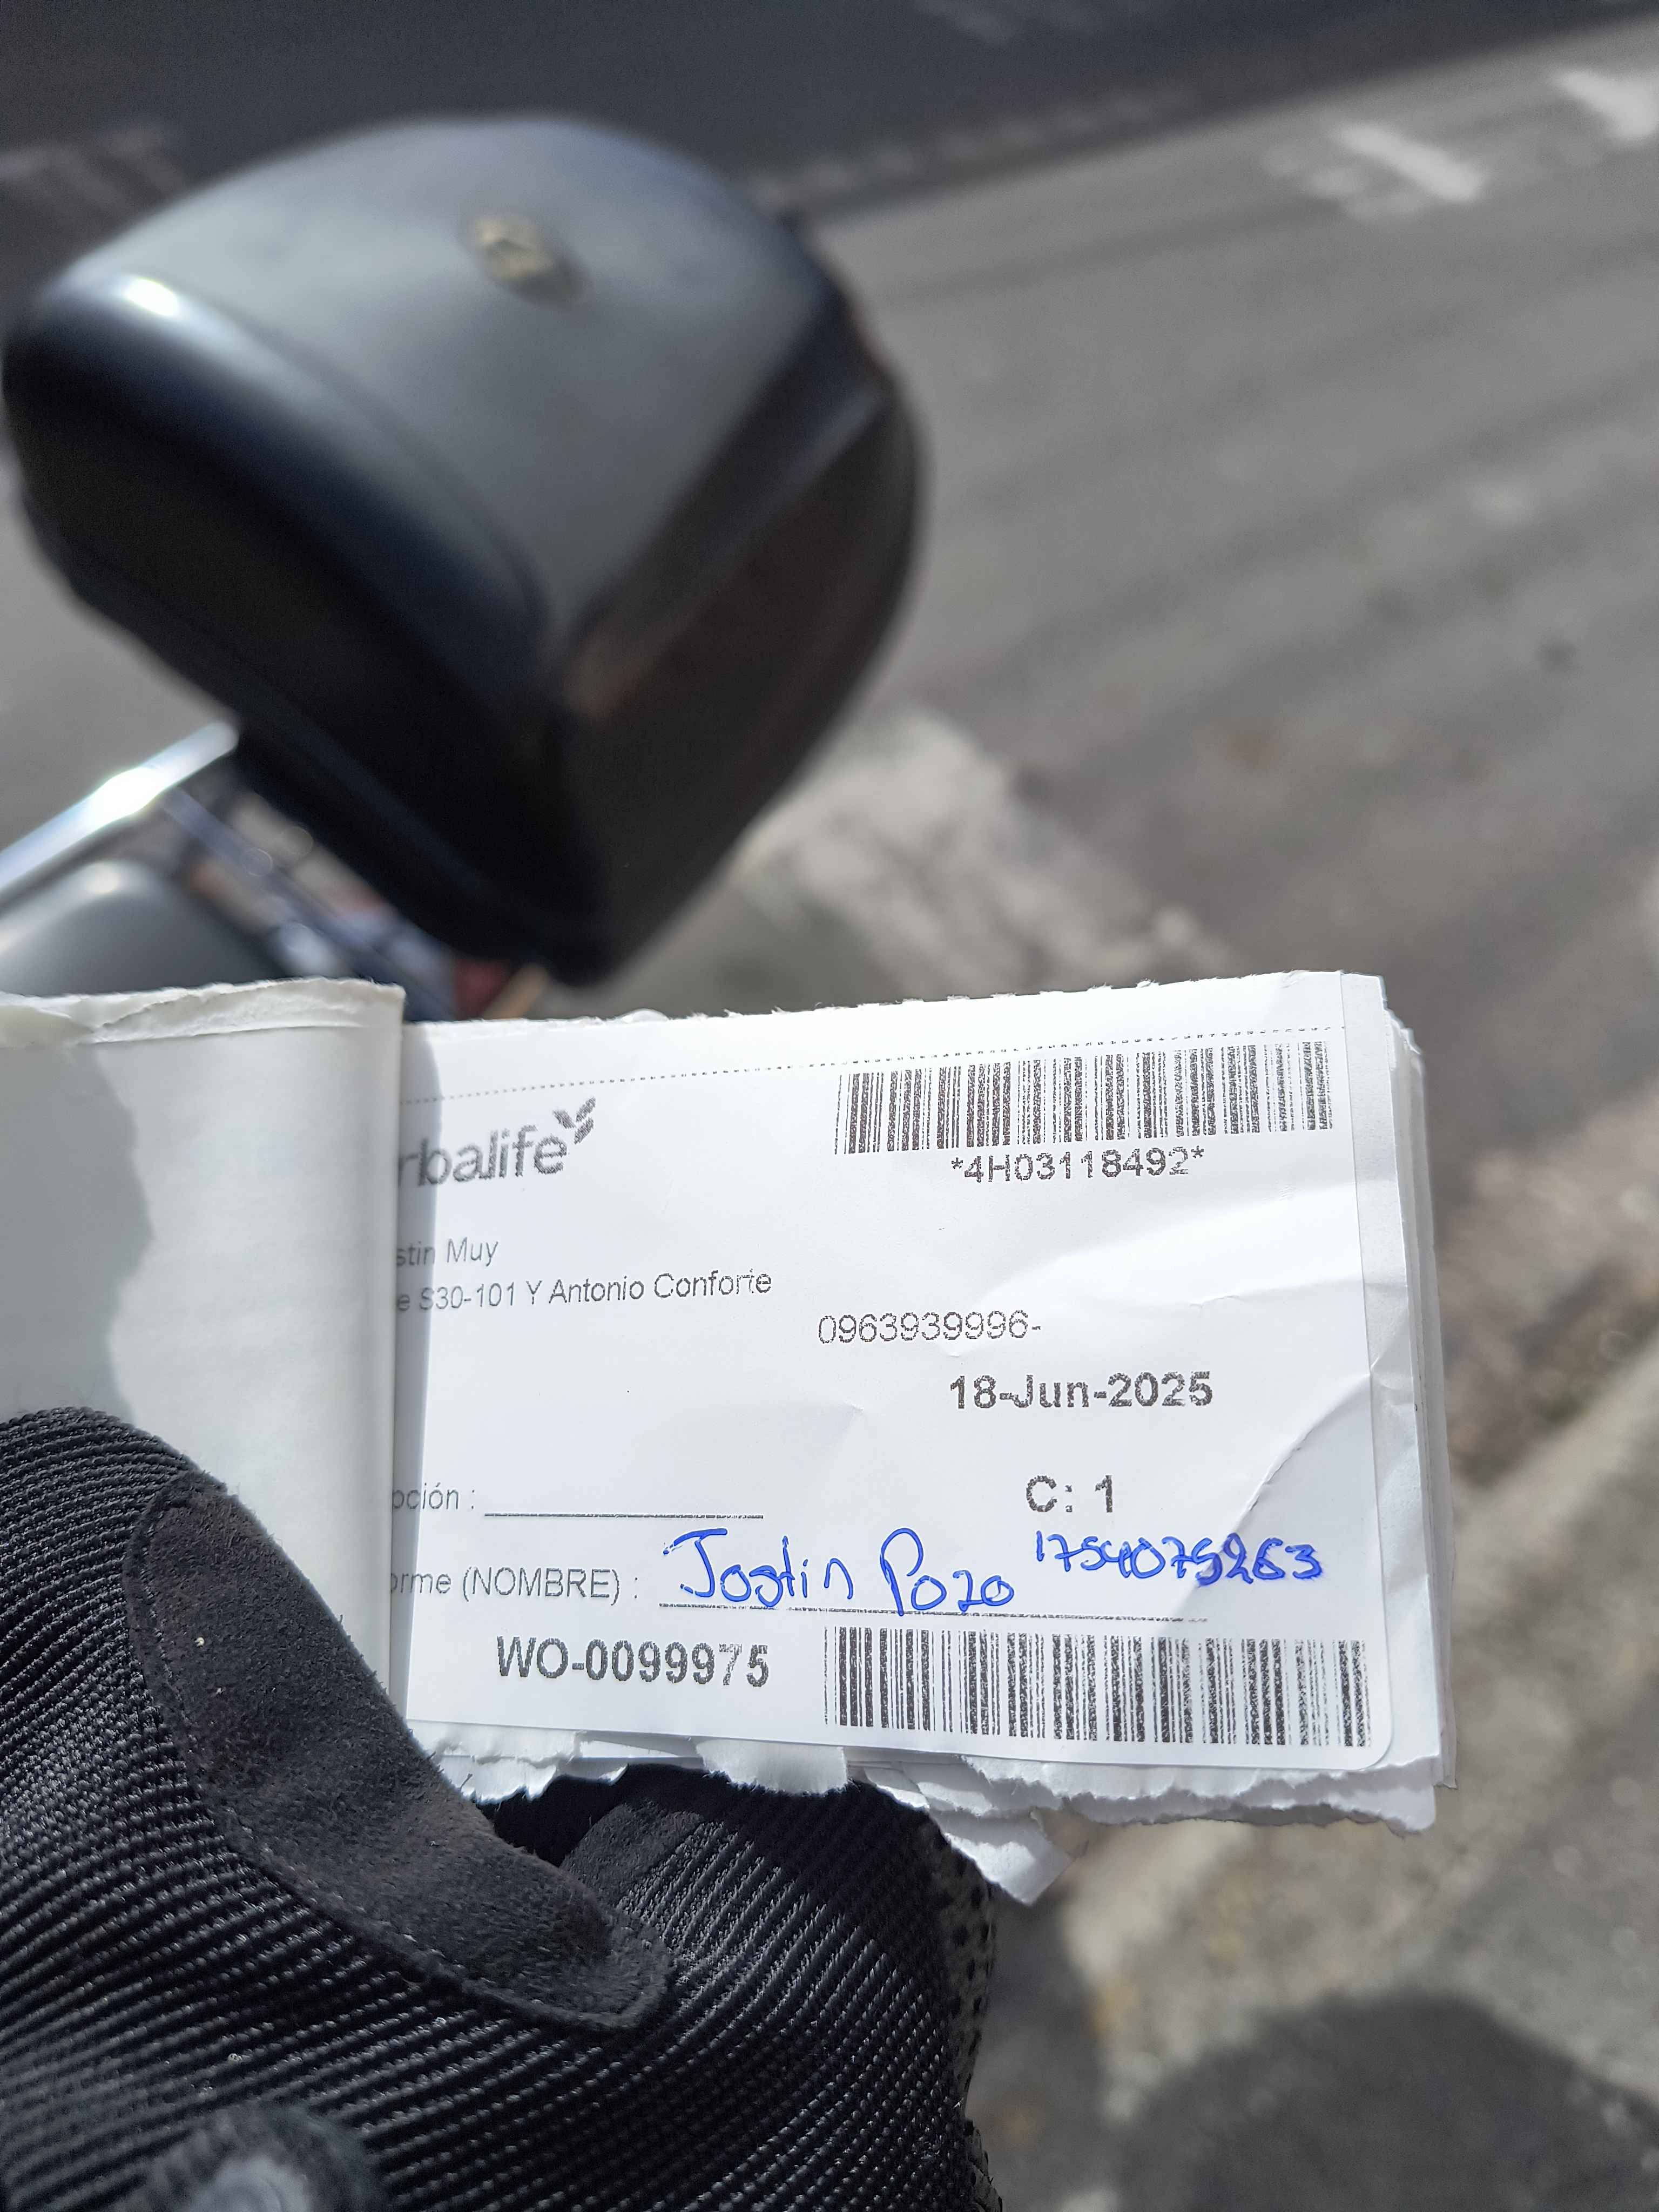 rbalife
*4H03118492*
stin Muy
e S30-101 Y Antonio Conforte
0963939996-
18-Jun-2025
pción :
C: 1
orme (NOMBRE) : Jostin Pozo 1754075263
WO-0099975